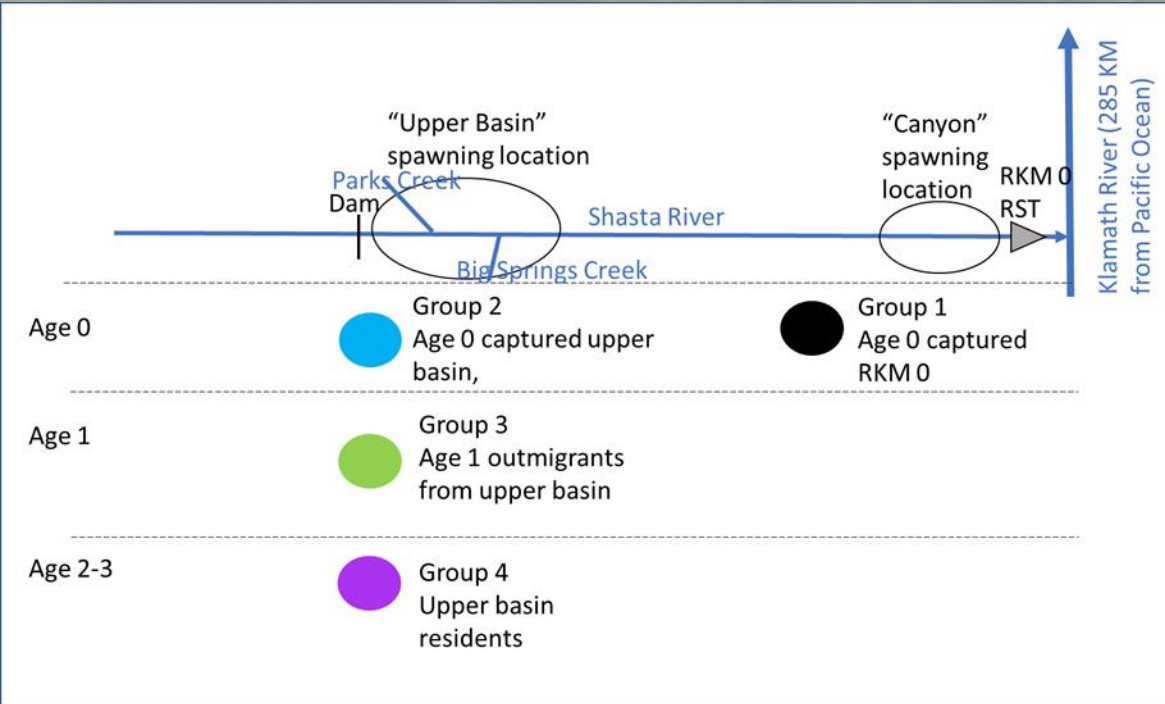 “Upper Basin”
spawning location
Parks Creek
Dam
Shasta River
Big Springs Creek
“Canyon”
spawning
location
RKM 0
RST
Klamath River (285 KM
from Pacific Ocean)
Age 0
Group 2
Age 0 captured upper
basin,
Group 1
Age 0 captured
RKM 0
Age 1
Group 3
Age 1 outmigrants
from upper basin
Age 2-3
Group 4
Upper basin
residents